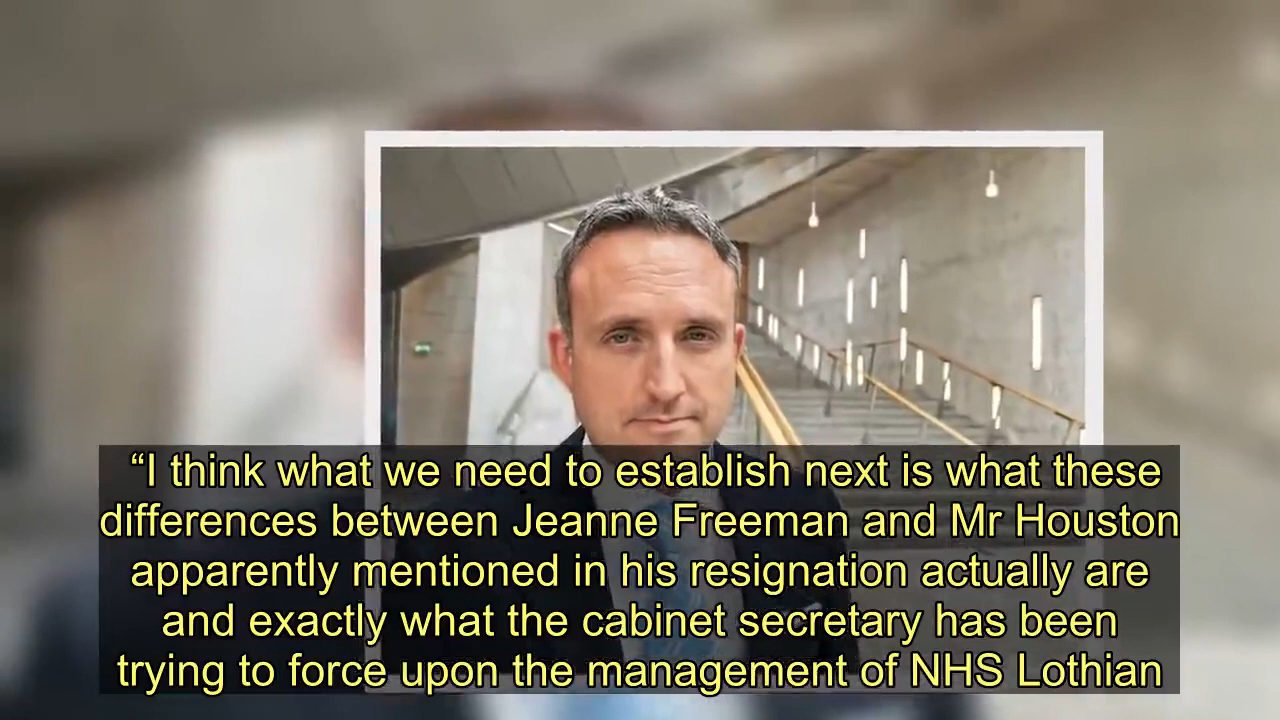 “I think what we need to establish next is what these
differences between Jeanne Freeman and Mr Houston
apparently mentioned in his resignation actually are
and exactly what the cabinet secretary has been
trying to force upon the management of NHS Lothian